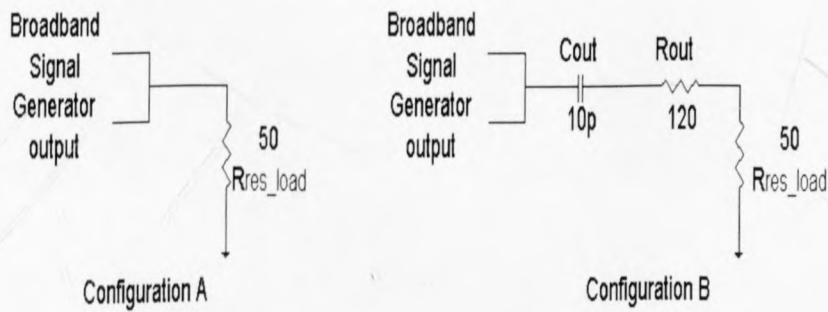 Broadband
Signal
Generator
output
50
Rres_load
Configuration A
Broadband
Signal
Generator
output
Cout
10p
Rout
120
50
Rres_load
Configuration B